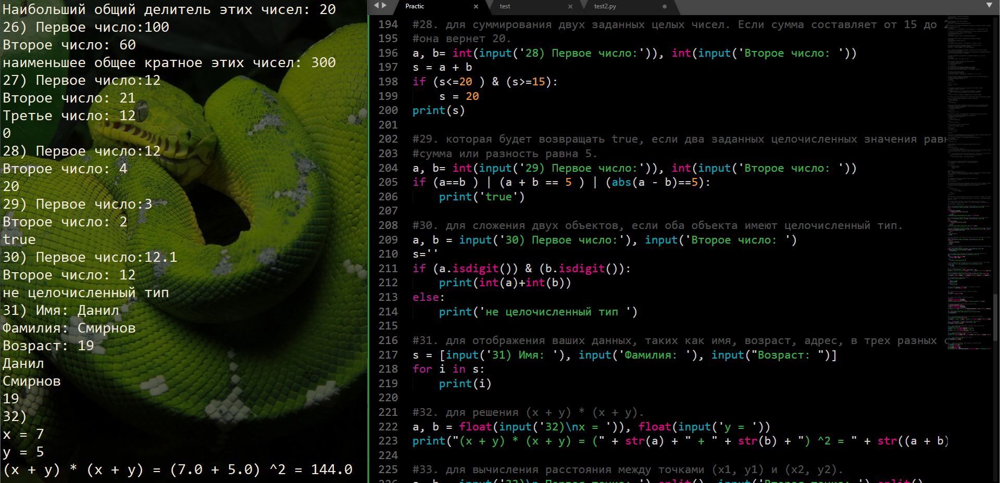 Наибольший общий делитель этих чисел: 20
26) Первое число:100
Второе число: 60
наименьшее общее кратное этих чисел: 300
27) Первое число:12
Второе число: 21
Третье число: 12
0
28) Первое число:12
Второе число: 4
20
29) Первое число:3
Второе число: 2
true
30) Первое число:12.1
Второе число: 12
не целочисленный тип
31) Имя: Данил
Фамилия: Смирнов
Возраст: 19
Данил
Смирнов
19
32)
x = 7
y = 5
(x + y) * (x + y) = (7.0 + 5.0) ^2 = 144.0
Practic × test × test2.py
194 #28. для суммирования двух заданных целых чисел. Если сумма составляет от 15 до
195 #она вернет 20.
196 a, b= int(input('28) Первое число:')), int(input('Второе число: '))
197 s = a + b
198 if (s<=20 ) & (s>=15):
199     s = 20
200 print(s)
201
202 #29. которая будет возвращать true, если два заданных целочисленных значения
203 #сумма или разность равна 5.
204 a, b= int(input('29) Первое число:')), int(input('Второе число: '))
205 if (a==b ) | (a + b == 5 ) | (abs(a - b)==5):
206     print('true')
207
208 #30. для сложения двух объектов, если оба объекта имеют целочисленный тип.
209 a, b = input('30) Первое число:'), input('Второе число: ')
210 s=''
211 if (a.isdigit()) & (b.isdigit()):
212     print(int(a)+int(b))
213 else:
214     print('не целочисленный тип ')
215
216 #31. для отображения ваших данных, таких как имя, возраст, адрес, в трех разных
217 s = [input('31) Имя: '), input('Фамилия: '), input("Возраст: ")]
218 for i in s:
219     print(i)
220
221 #32. для решения (x + y) * (x + y).
222 a, b = float(input('32)\nx = ')), float(input('y = '))
223 print("(x + y) * (x + y) = (" + str(a) + " + " + str(b) + ") ^2 = " + str((a + b)
224
225 #33. для вычисления расстояния между точками (x1, y1) и (x2, y2).